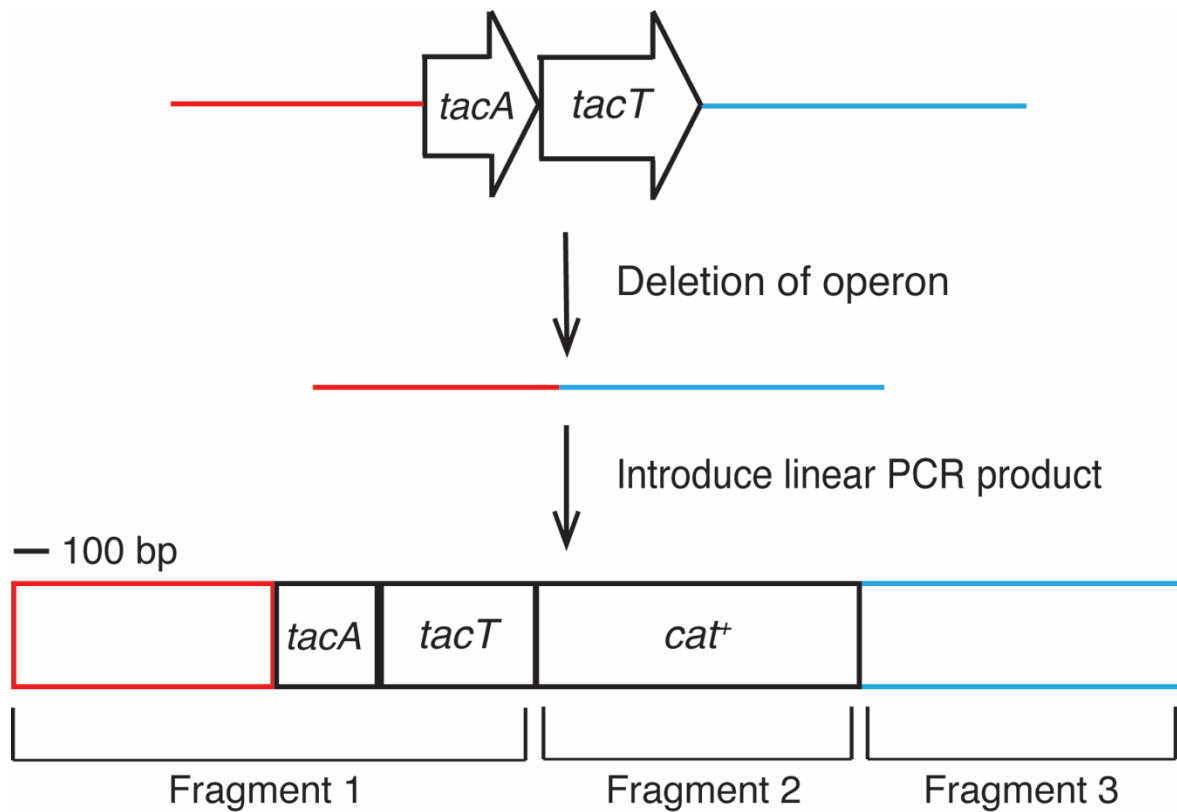 tacA tacT
Deletion of operon
Introduce linear PCR product
100 bp
tacA tacT cat⁺
Fragment 1 Fragment 2 Fragment 3